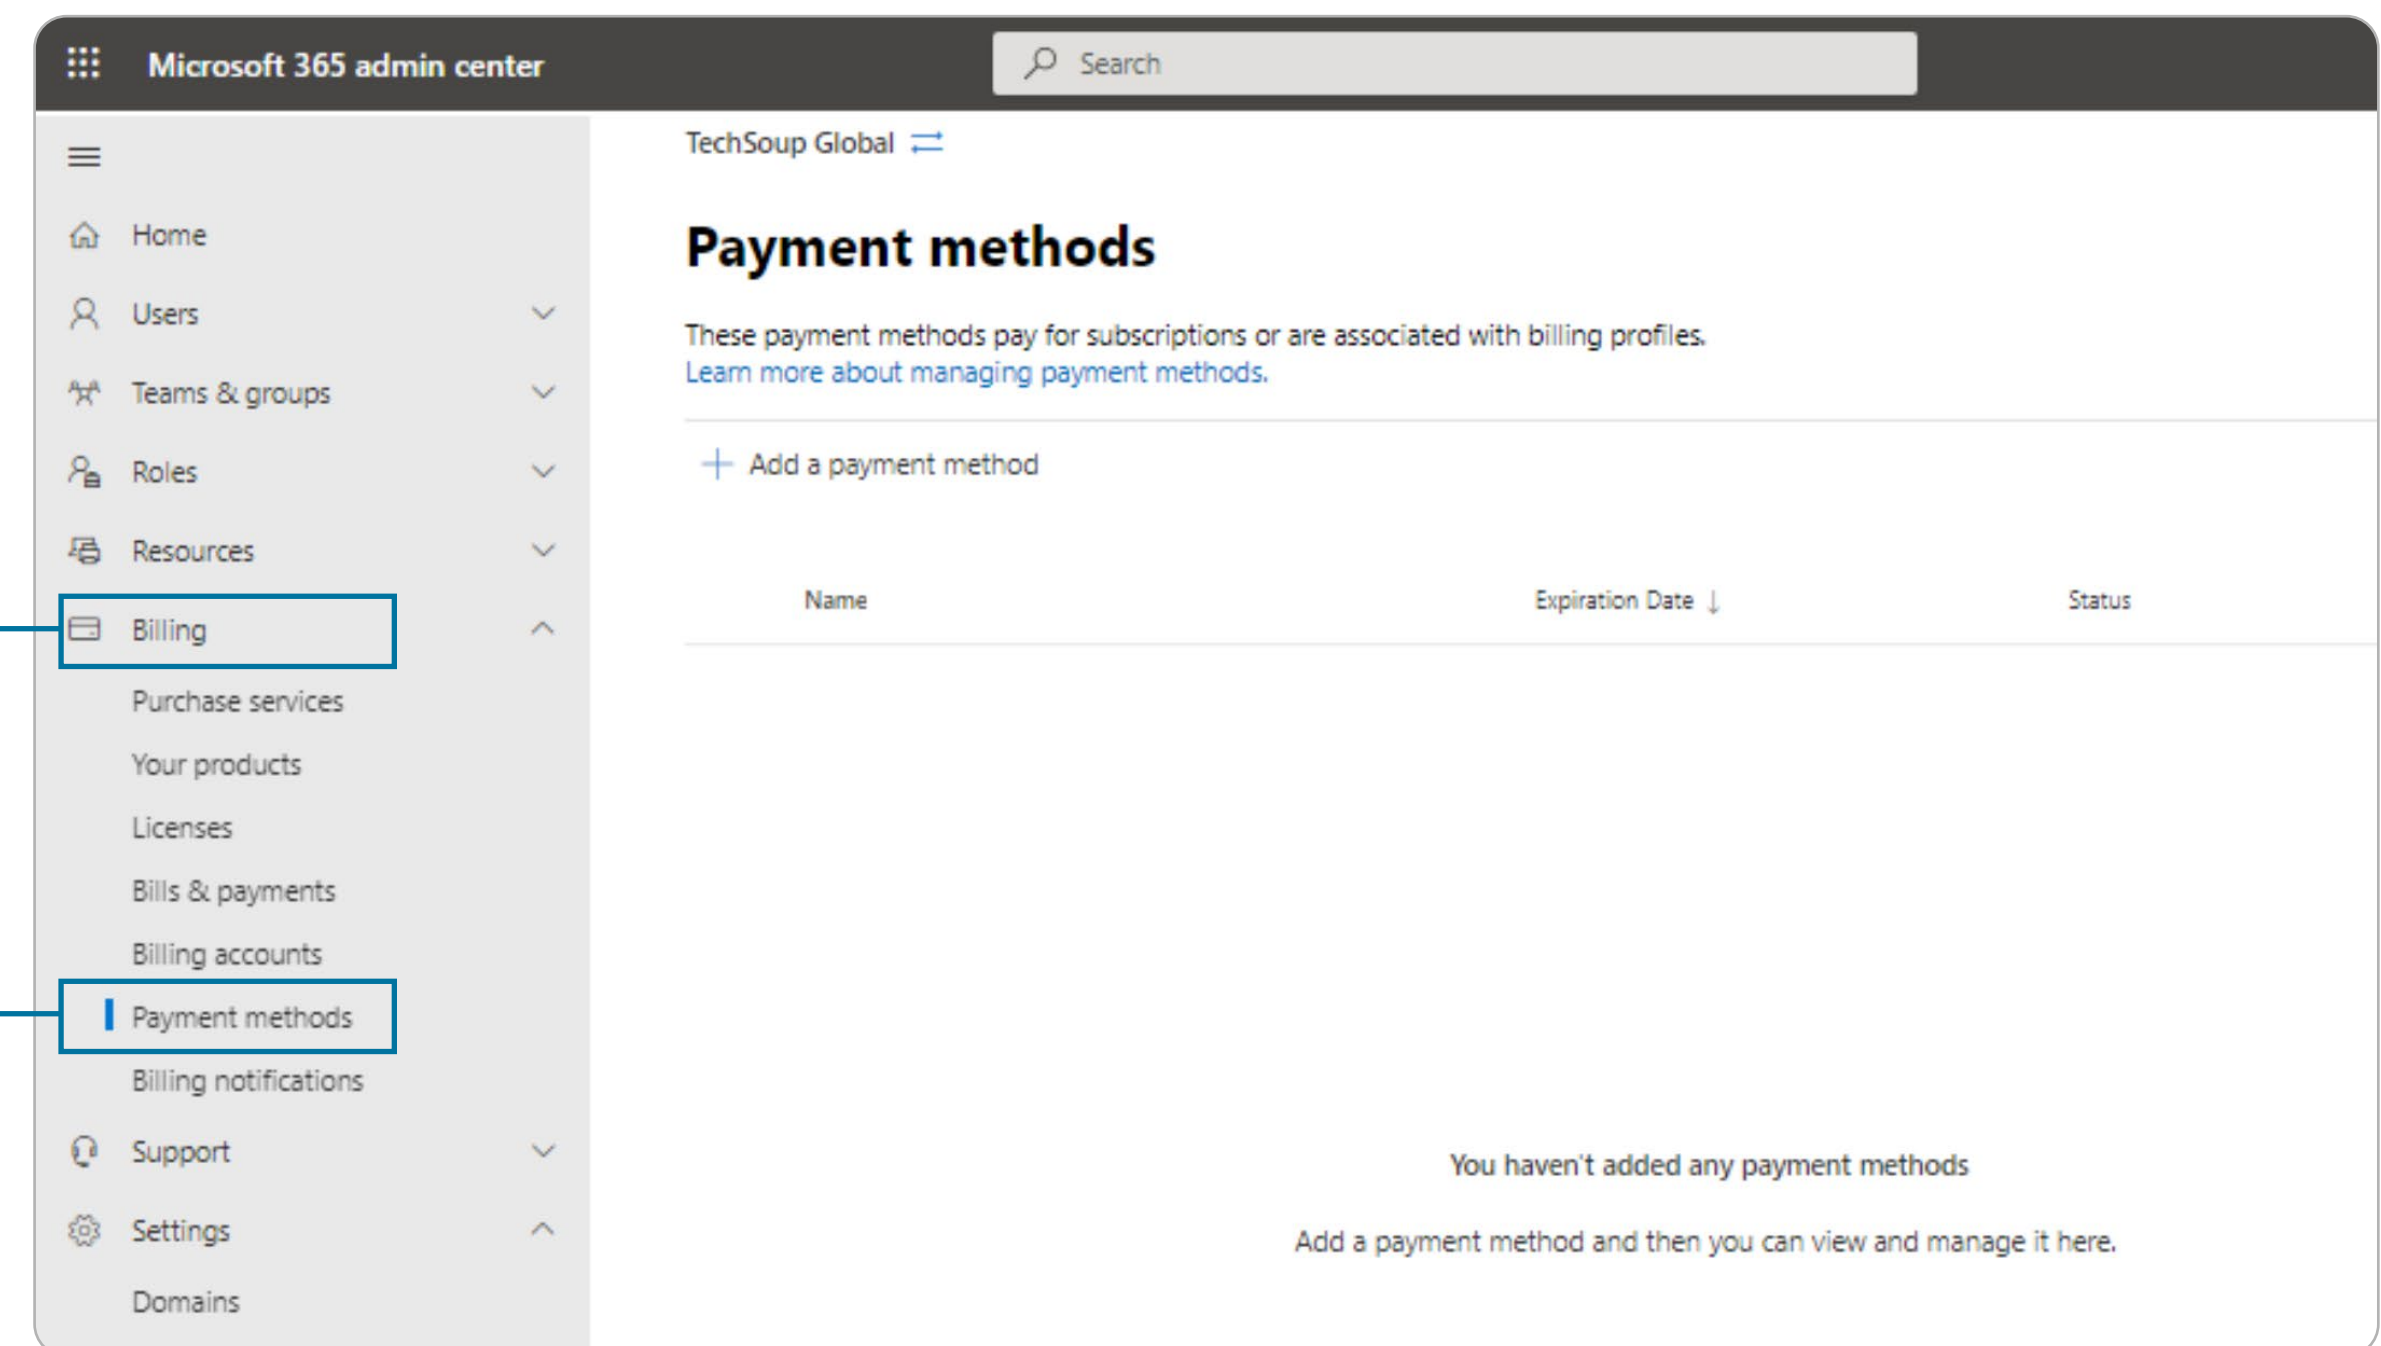 Microsoft 365 admin center
Search
TechSoup Global
Home
Users
Teams & groups
Roles
Resources
Billing
Purchase services
Your products
Licenses
Bills & payments
Billing accounts
Payment methods
Billing notifications
Support
Settings
Domains
Payment methods
These payment methods pay for subscriptions or are associated with billing profiles.
Learn more about managing payment methods.
Add a payment method
Name Expiration Date ↓ Status
You haven't added any payment methods
Add a payment method and then you can view and manage it here.